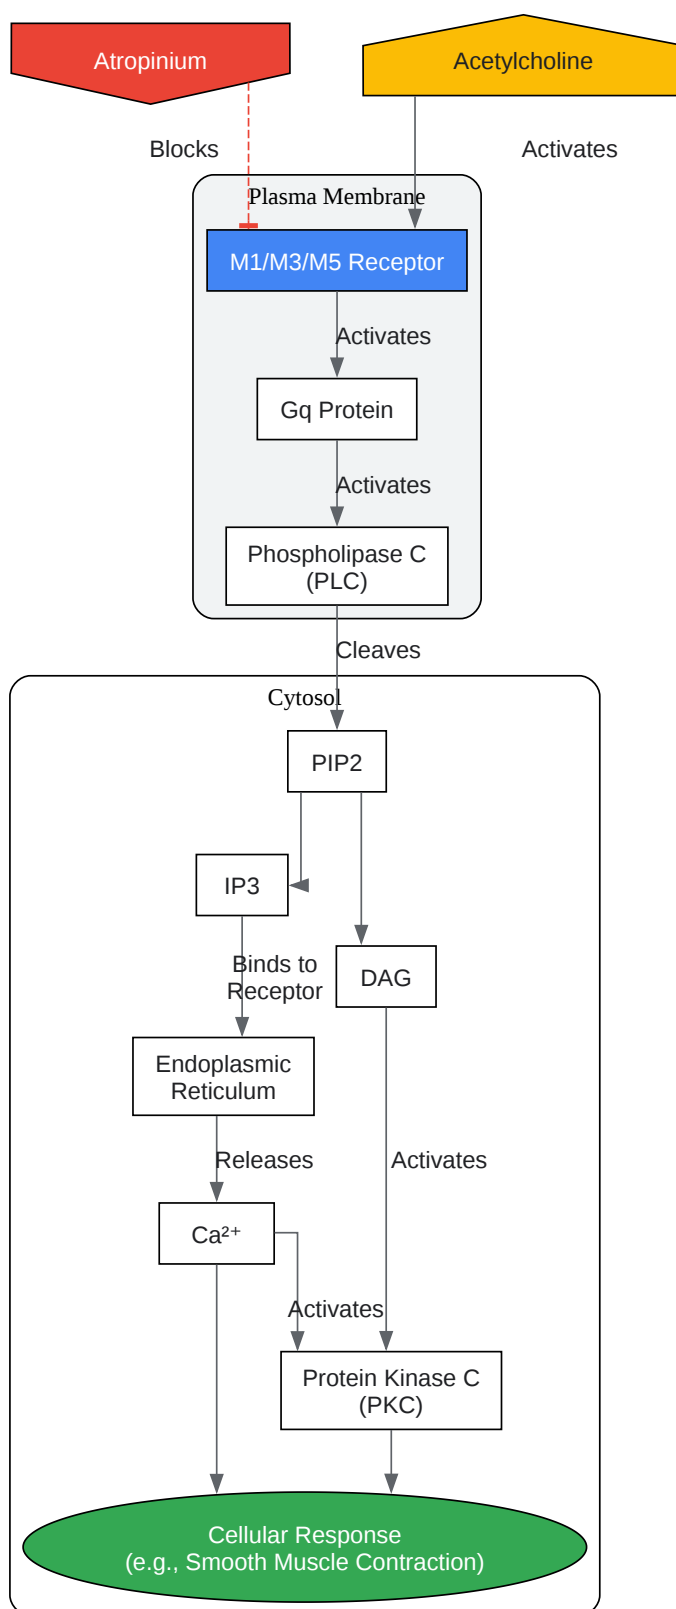 Atropinium
Acetylcholine
Blocks
Activates
Plasma Membrane
M1/M3/M5 Receptor
Activates
Gq Protein
Activates
Phospholipase C
(PLC)
Cleaves
Cytosol
PIP2
IP3
Binds to
Receptor
DAG
Endoplasmic
Reticulum
Releases
Activates
Ca²⁺
Activates
Protein Kinase C
(PKC)
Cellular Response
(e.g., Smooth Muscle Contraction)